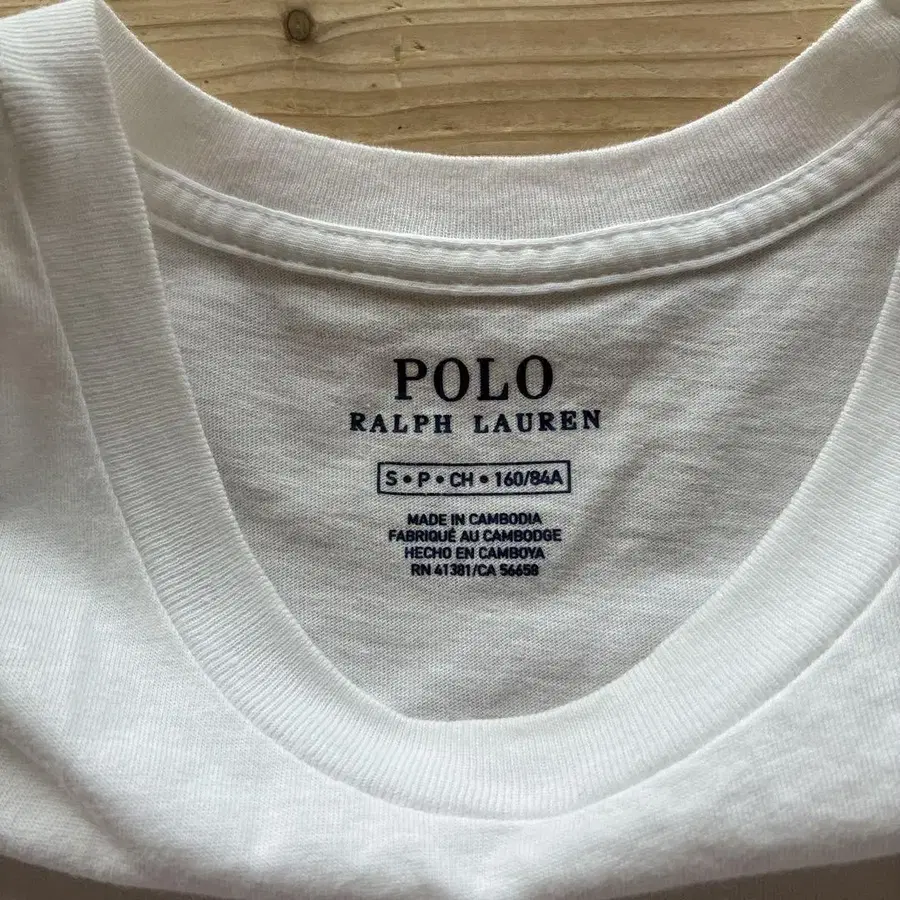 POLO
RALPH LAUREN
S • P • CH • 160/84A
MADE IN CAMBODIA
FABRIQUÉ AU CAMBODGE
HECHO EN CAMBOYA
RN 41381/CA 56658